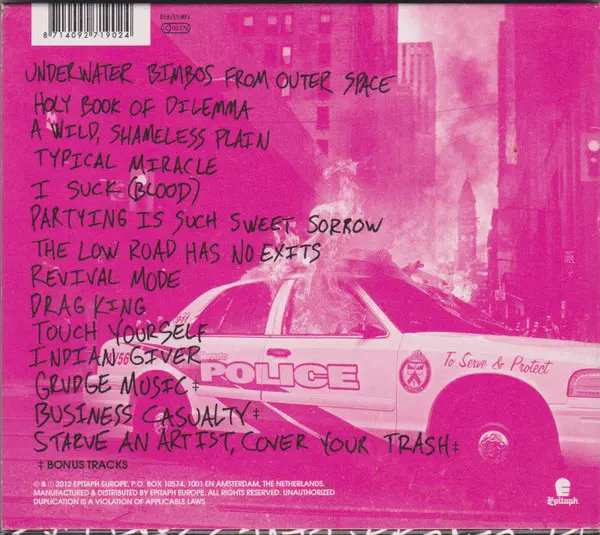 8 714092 719024
UNDERWATER BIMBOS FROM OUTER SPACE
HOLY BOOK OF DILEMMA
A WILD, SHAMELESS PLAIN
TYPICAL MIRACLE
I SUCK (BLOOD)
PARTYING IS SUCH SWEET SORROW
THE LOW ROAD HAS NO EXITS
REVIVAL MODE
DRAG KING
TOUCH YOURSELF
INDIAN GIVER
GRUDGE MUSIC‡
BUSINESS CASUALTY‡
STARVE AN ARTIST, COVER YOUR TRASH‡
‡ BONUS TRACKS
56
POLICE
To Serve & Protect
℗ & © 2012 EPITAPH EUROPE, P.O. BOX 10574, 1001-EN AMSTERDAM, THE NETHERLANDS.
MANUFACTURED & DISTRIBUTED BY EPITAPH EUROPE. ALL RIGHTS RESERVED. UNAUTHORIZED
DUPLICATION IS A VIOLATION OF APPLICABLE LAWS.
Epitaph